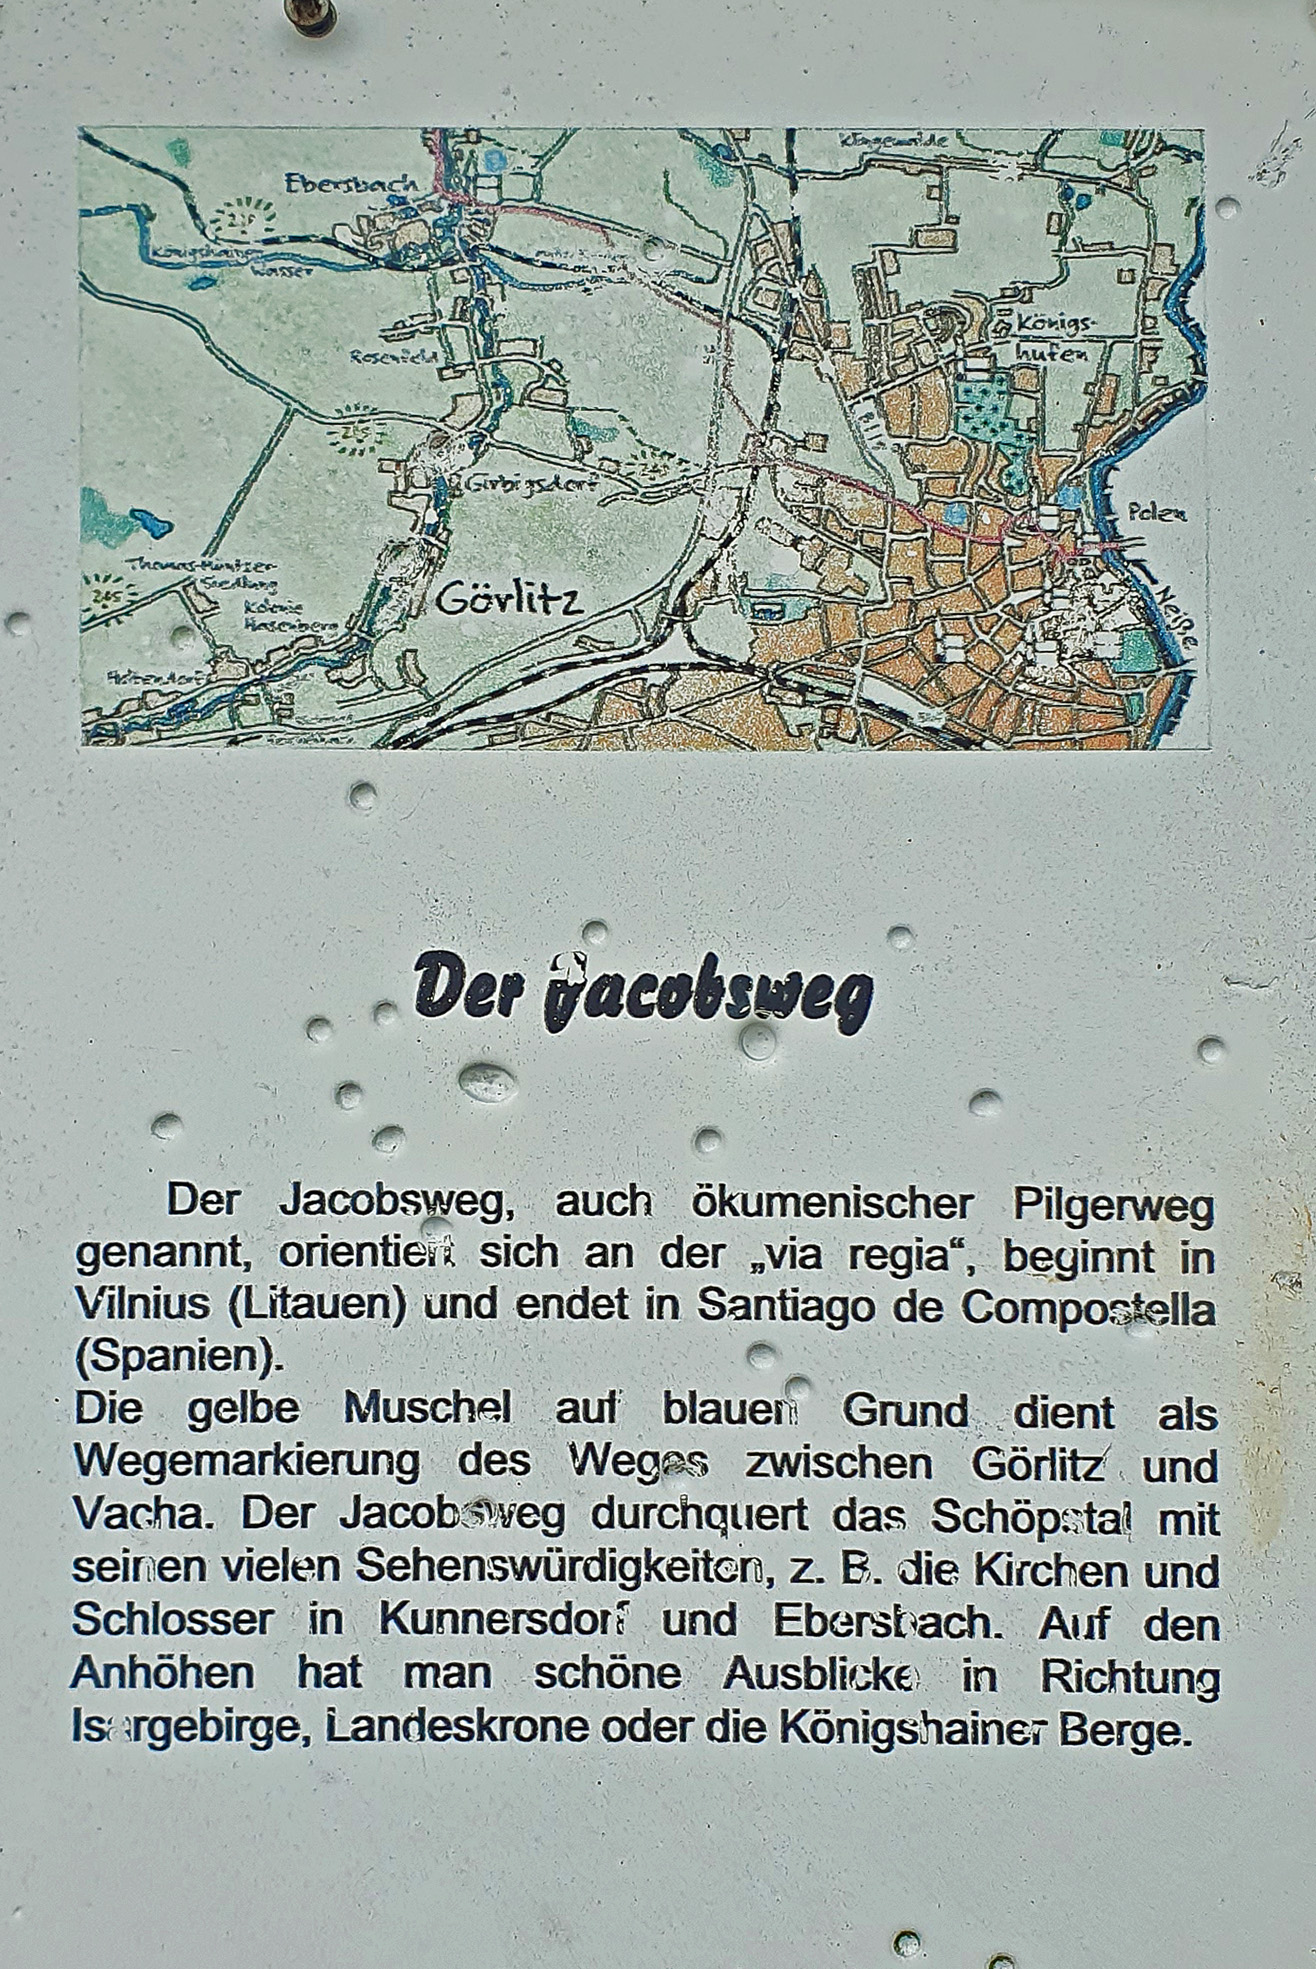 Klingewalde
Ebersbach
Königshainer
Wasser
Königs-
hufen
Rosenfeld
Girbigsdorf
Polen
Thomas-Müntzer-
Siedlung
Görlitz
Kolonie
Hasenberg
Neiße
245
Der Jacobsweg
Der Jacobsweg, auch ökumenischer Pilgerweg
genannt, orientiert sich an der „via regia“, beginnt in
Vilnius (Litauen) und endet in Santiago de Compostella
(Spanien).
Die gelbe Muschel auf blauen Grund dient als
Wegemarkierung des Weges zwischen Görlitz und
Vacha. Der Jacobsweg durchquert das Schöpstal mit
seinen vielen Sehenswürdigkeiten, z. B. die Kirchen und
Schlosser in Kunnersdorf und Ebersbach. Auf den
Anhöhen hat man schöne Ausblicke in Richtung
Isergebirge, Landeskrone oder die Königshainer Berge.